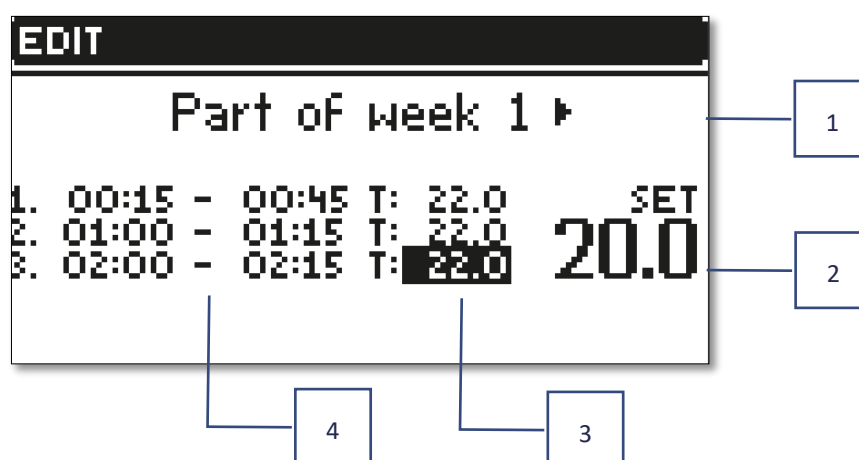 EDIT
Part of week 1 ▶
1. 00:15 - 00:45 T: 22.0
2. 01:00 - 01:15 T: 22.0
3. 02:00 - 02:15 T: 22.0
SET
20.0
1
2
3
4